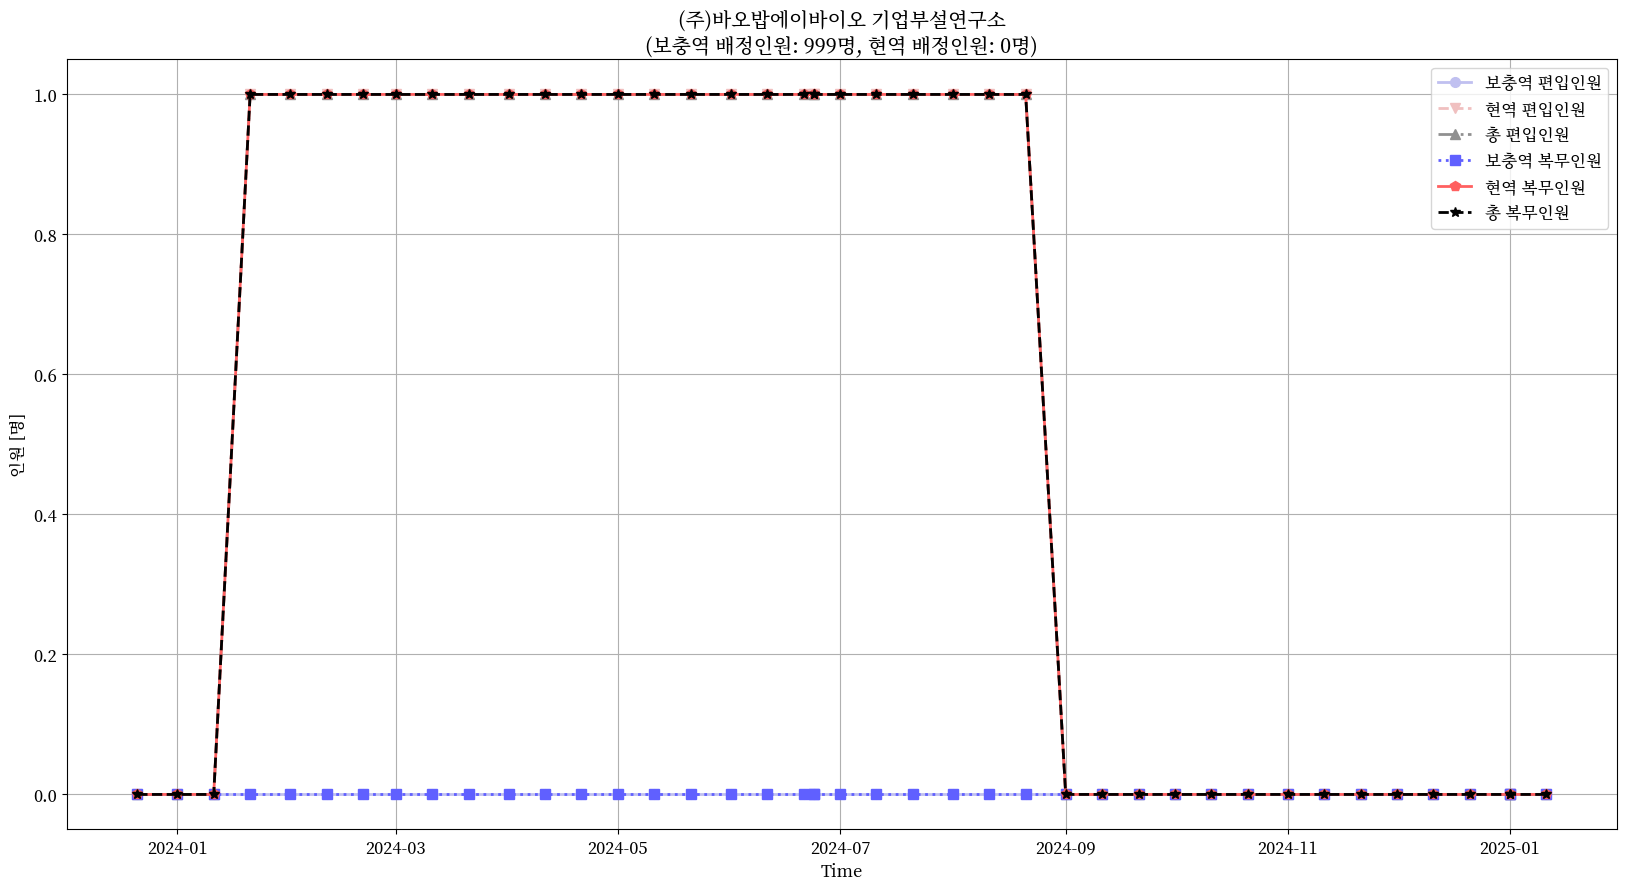 (주)바오밥에이바이오 기업부설연구소
(보충역 배정인원: 999명, 현역 배정인원: 0명)
보충역 편입인원
현역 편입인원
총 편입인원
보충역 복무인원
현역 복무인원
총 복무인원
인원 [명]
1.0
0.8
0.6
0.4
0.2
0.0
2024-01
2024-03
2024-05
2024-07
2024-09
2024-11
2025-01
Time